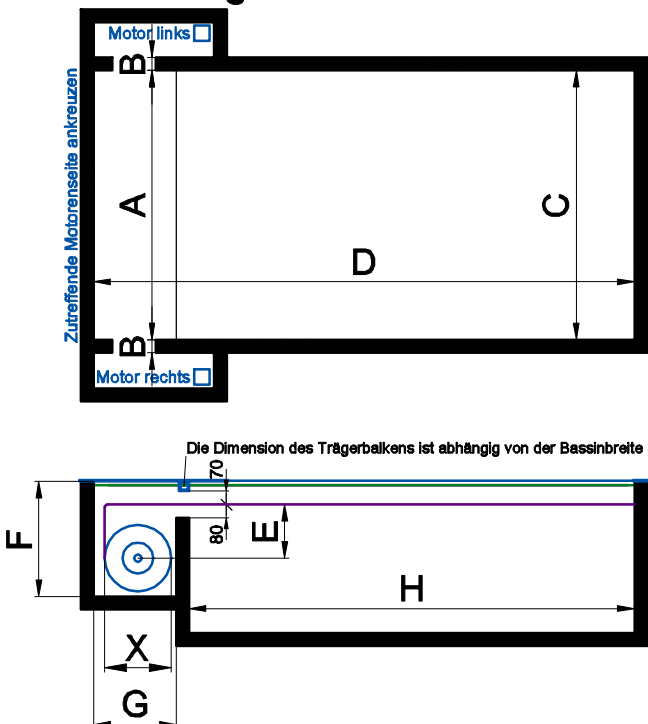 Motor links
B
Zutreffende Motorenseite ankreuzen
A
C
D
B
Motor rechts
Die Dimension des Trägerbalkens ist abhängig von der Bassinbreite
70
F
80
E
H
X
G